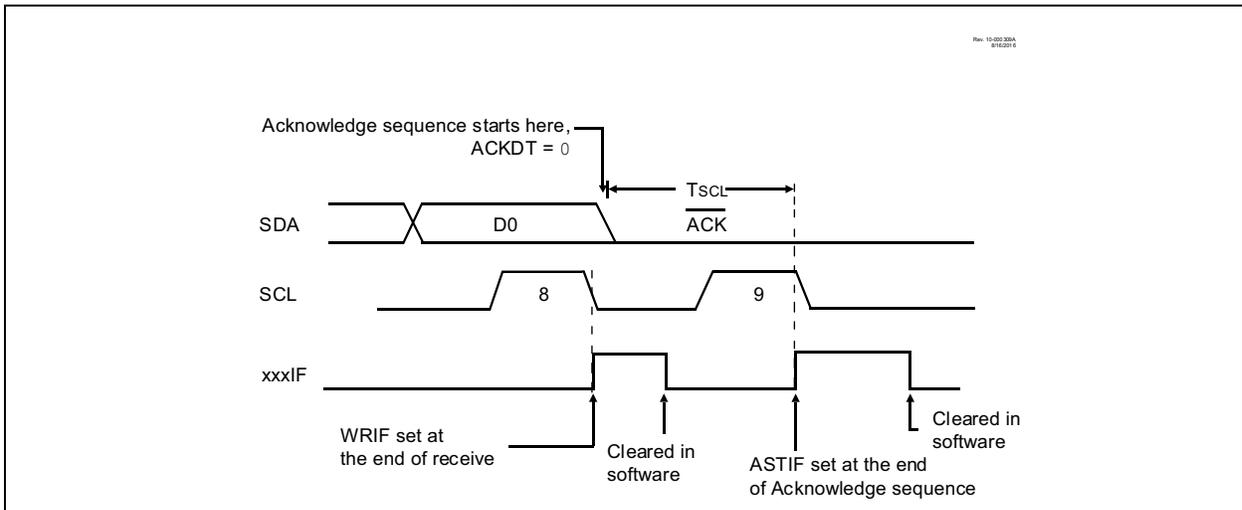 Rev. 10-000309A
8/16/2016
Acknowledge sequence starts here,
ACKDT = 0
TSCL
SDA
D0
ACK
SCL
8
9
xxxIF
WRIF set at
the end of receive
Cleared in
software
ASTIF set at the end
of Acknowledge sequence
Cleared in
software